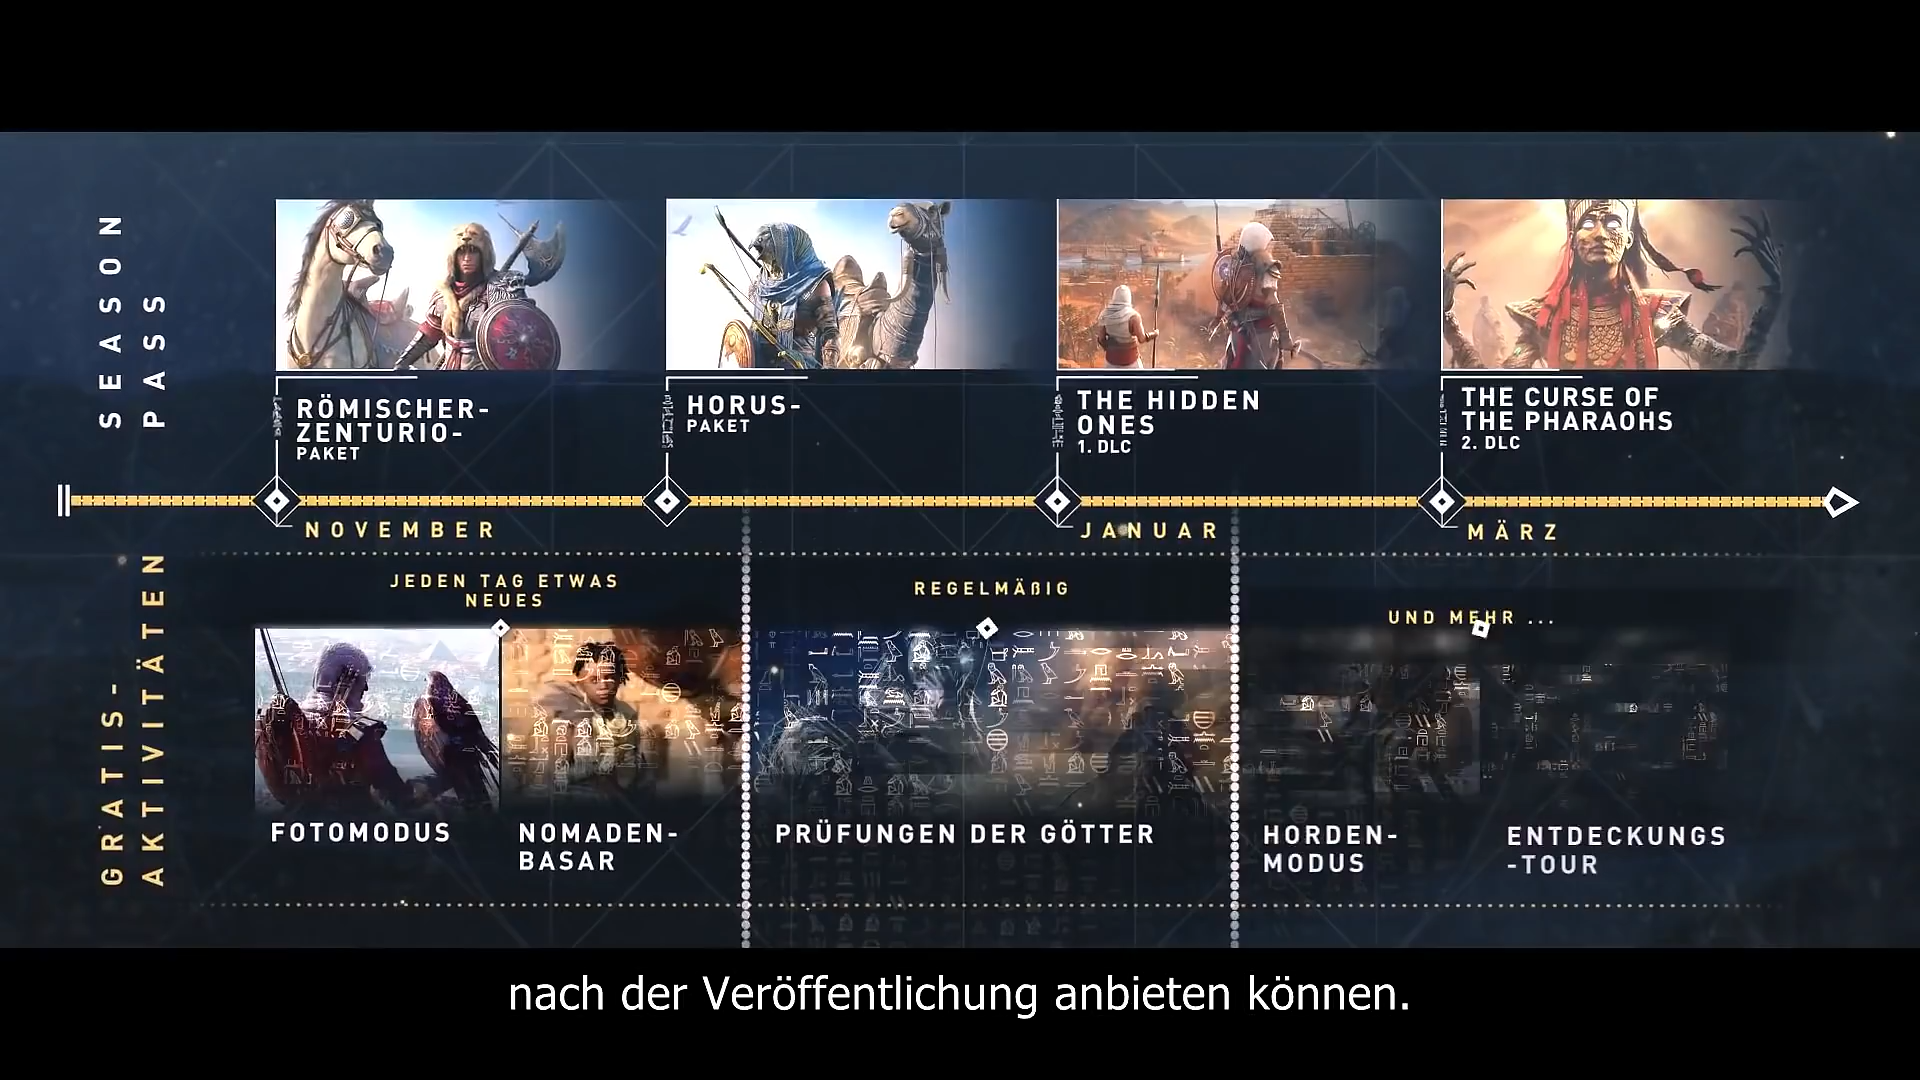 SEASON
PASS
RÖMISCHER-
ZENTURIO-
PAKET
HORUS-
PAKET
THE HIDDEN
ONES
1. DLC
THE CURSE OF
THE PHARAOHS
2. DLC
NOVEMBER
JANUAR
MÄRZ
GRATIS-
AKTIVITÄTEN
JEDEN TAG ETWAS
NEUES
REGELMÄßIG
UND MEHR ...
FOTOMODUS
NOMADEN-
BASAR
PRÜFUNGEN DER GÖTTER
HORDEN-
MODUS
ENTDECKUNGS
-TOUR
nach der Veröffentlichung anbieten können.